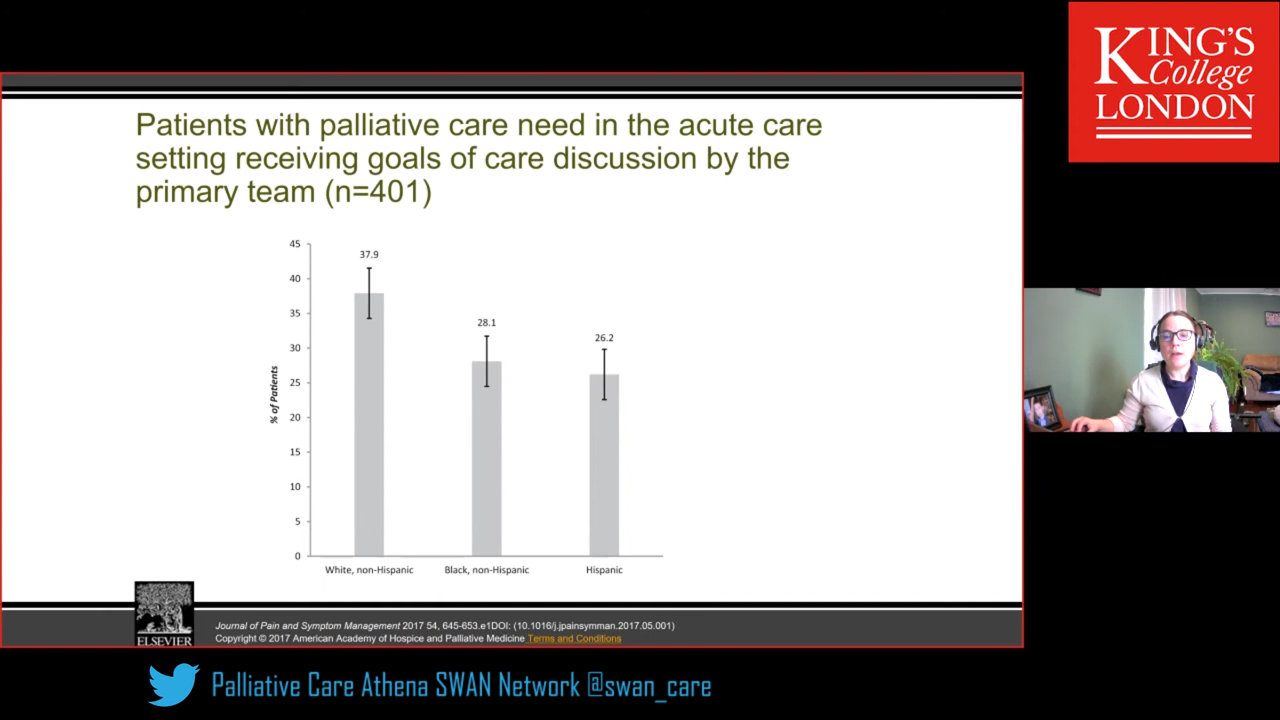 KING'S
College
LONDON
Patients with palliative care need in the acute care
setting receiving goals of care discussion by the
primary team (n=401)
45
40
35
30
25
20
15
10
5
0
% of Patients
37.9
28.1
26.2
White, non-Hispanic
Black, non-Hispanic
Hispanic
ELSEVIER
Journal of Pain and Symptom Management 2017 54, 645-653.e1DOI: (10.1016/j.jpainsymman.2017.05.001)
Copyright © 2017 American Academy of Hospice and Palliative Medicine Terms and Conditions
Palliative Care Athena SWAN Network @swan_care